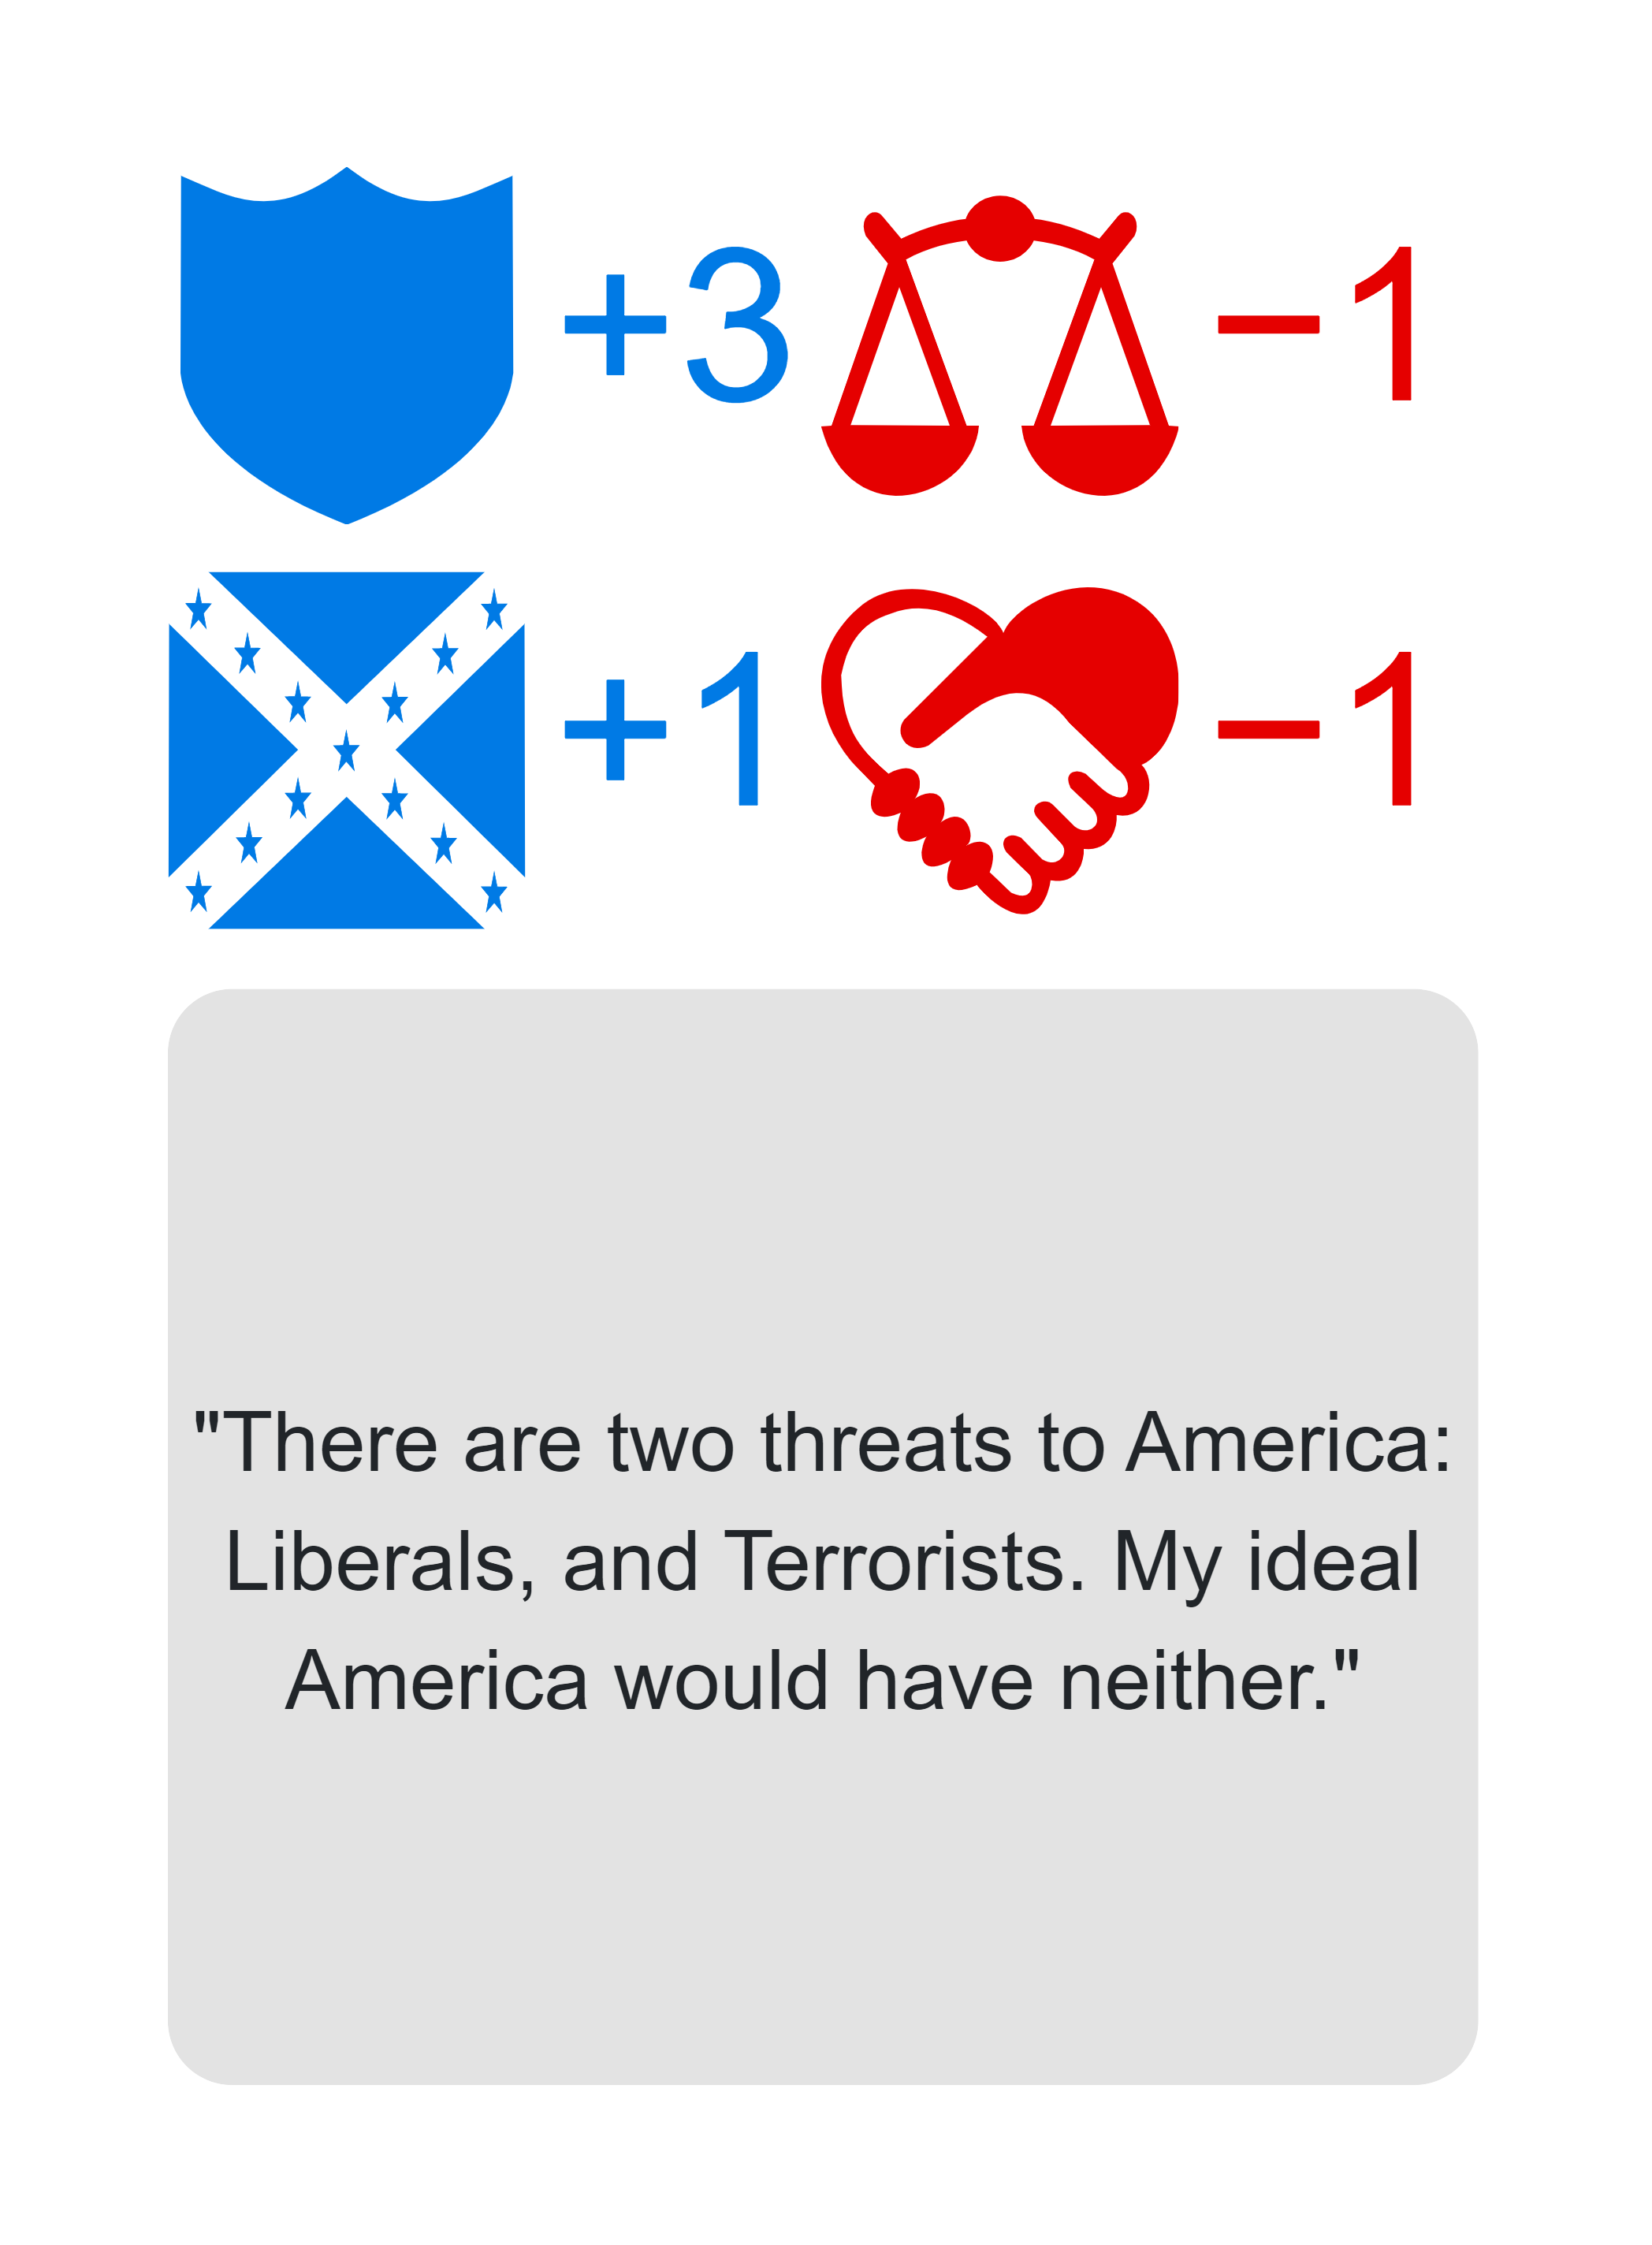 +3 −1
+1 −1
"There are two threats to America:
Liberals, and Terrorists. My ideal
America would have neither."